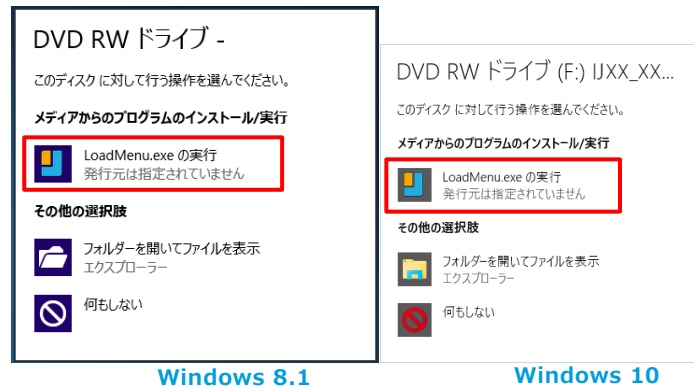 DVD RW ドライブ -
このディスク に対して行う操作を選んでください。
メディアからのプログラムのインストール/実行
LoadMenu.exe の実行
発行元は指定されていません
その他の選択肢
フォルダーを開いてファイルを表示
エクスプローラー
何もしない
Windows 8.1
DVD RW ドライブ (F:) IJXX_XX...
このディスク に対して行う操作を選んでください。
メディアからのプログラムのインストール/実行
LoadMenu.exe の実行
発行元は指定されていません
その他の選択肢
フォルダーを開いてファイルを表示
エクスプローラー
何もしない
Windows 10